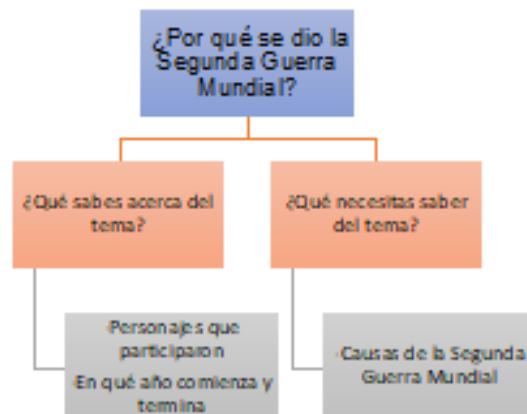 ¿Por qué se dio la
Segunda Guerra
Mundial?
¿Qué sabes acerca del
tema?
¿Qué necesitas saber
del tema?
·Personajes que
participaron
·En qué año comienza y
termina
·Causas de la Segunda
Guerra Mundial